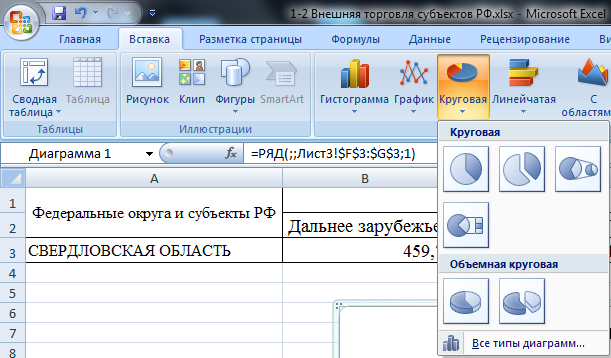 1-2 Внешняя торговля субъектов РФ.xlsx - Microsoft Excel
Главная Вставка Разметка страницы Формулы Данные Рецензирование
Сводная таблица Таблица Рисунок Клип Фигуры SmartArt Гистограмма График Круговая Линейчатая С областями
Таблицы Иллюстрации
Диаграмма 1 fx =РЯД(;;Лист3!$F$3:$G$3;1)
Круговая
A B
1 Федеральные округа и субъекты РФ
2 Дальнее зарубежье
3 СВЕРДЛОВСКАЯ ОБЛАСТЬ 459,
4
Объемная круговая
5
6
7
Все типы диаграмм...
8